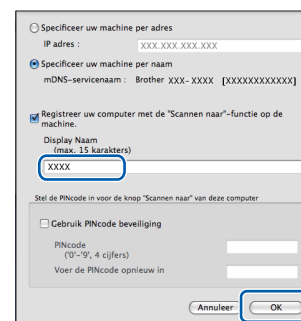 Specificeer uw machine per adres
IP adres : XXX.XXX.XXX.XXX
Specificeer uw machine per naam
mDNS-servicenaam : Brother XXX-XXXX [XXXXXXXXXXXX]
Registreer uw computer met de "Scannen naar"-functie op de
machine.
Display Naam
(max. 15 karakters)
XXXX
Stel de PINcode in voor de knop "Scannen naar" van deze computer
Gebruik PINcode beveiliging
PINcode
('0'-'9', 4 cijfers)
Voer de PINcode opnieuw in
Annuleer OK